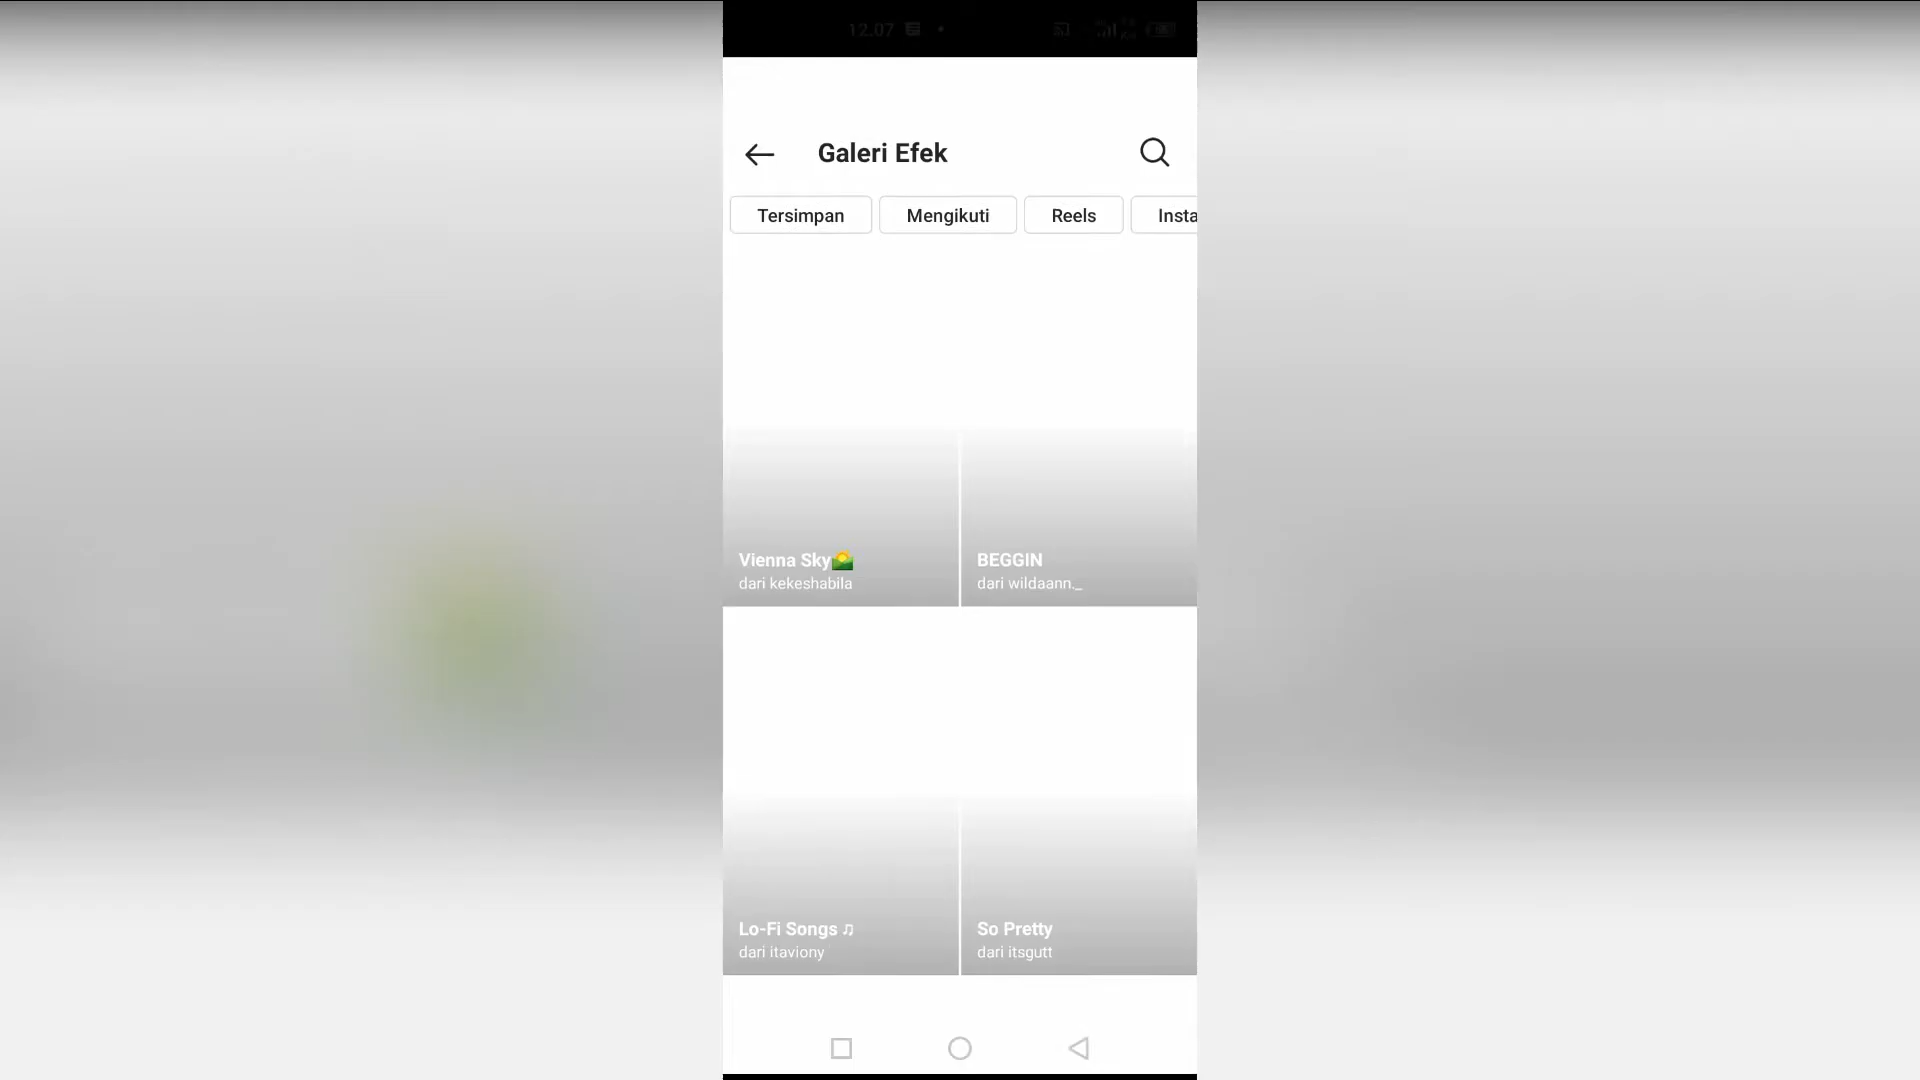 12.07
Galeri Efek
Tersimpan Mengikuti Reels Insta
Vienna Sky🌄
dari kekeshabila
BEGGIN
dari wildaann._
Lo-Fi Songs ♫
dari itaviony
So Pretty
dari itsgutt